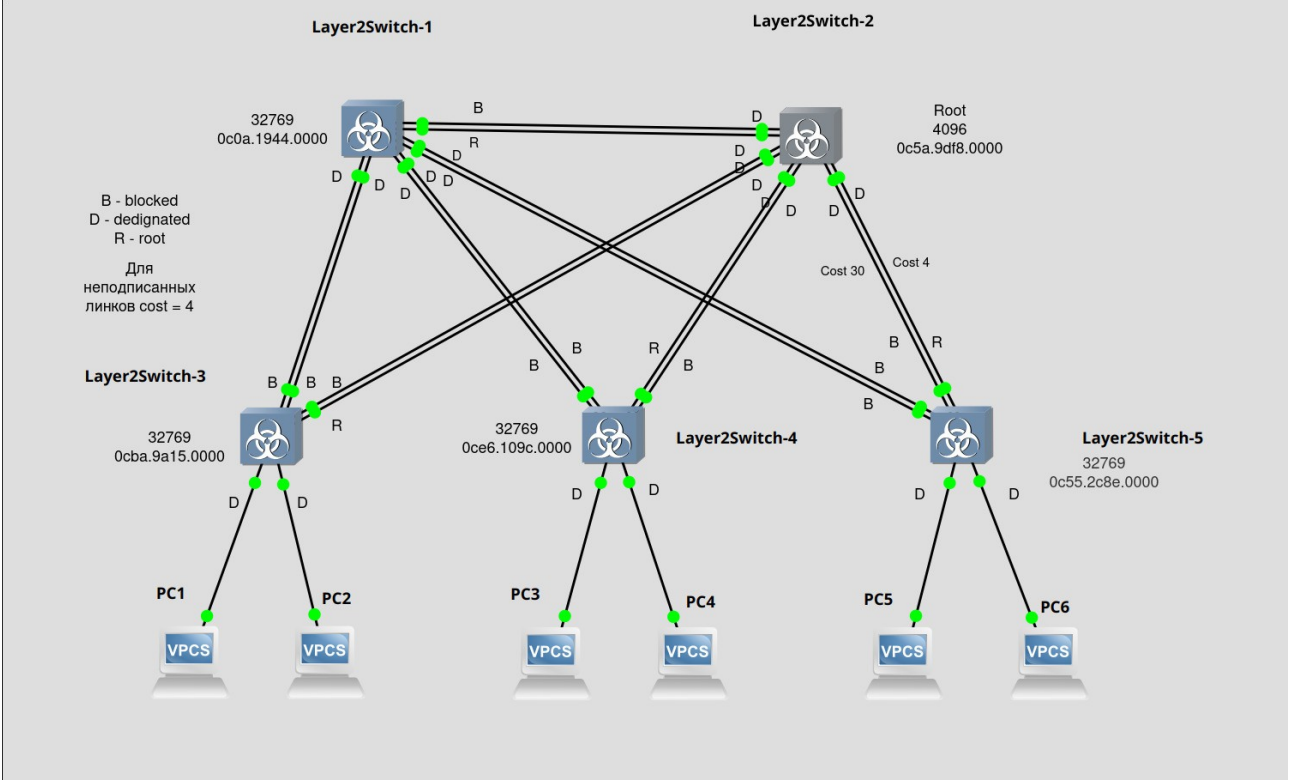 Layer2Switch-1
Layer2Switch-2
32769
0c0a.1944.0000
B
R
D
Root
4096
0c5a.9df8.0000
D
D
D
D
D
D
D
D
D
D
D
D
D
B - blocked
D - dedignated
R - root
Для
неподписанных
линков cost = 4
Cost 30
Cost 4
B
B
R
B
B
R
B
B
Layer2Switch-3
B
B
B
R
32769
0cba.9a15.0000
32769
0ce6.109c.0000
Layer2Switch-4
Layer2Switch-5
32769
0c55.2c8e.0000
D
D
D
D
D
D
PC1
PC2
PC3
PC4
PC5
PC6
VPCS
VPCS
VPCS
VPCS
VPCS
VPCS